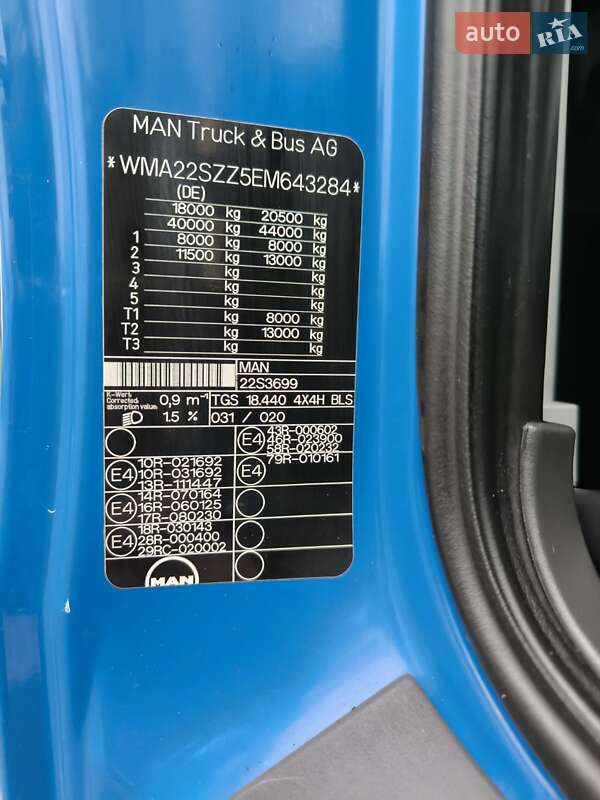 auto RIA.com
MAN Truck & Bus AG
*WMA22SZZ5EM643284*
(DE)
18000 kg 20500 kg
40000 kg 44000 kg
1 8000 kg 8000 kg
2 11500 kg 13000 kg
3 kg kg
4 kg kg
5 kg kg
T1 kg 8000 kg
T2 kg 13000 kg
T3 kg kg
MAN
22S3699
K-Wert:
Corrected
absorption value:
0,9 m⁻¹ TGS 18.440 4X4H BLS
1.5 % 031 / 020
E4 43R-000602
46R-023900
58R-020232
E4 10R-021692
10R-031692
13R-111447
E4 79R-010161
E4 14R-070164
16R-060125
17R-080230
E4 18R-030143
28R-000400
29RC-020002
MAN